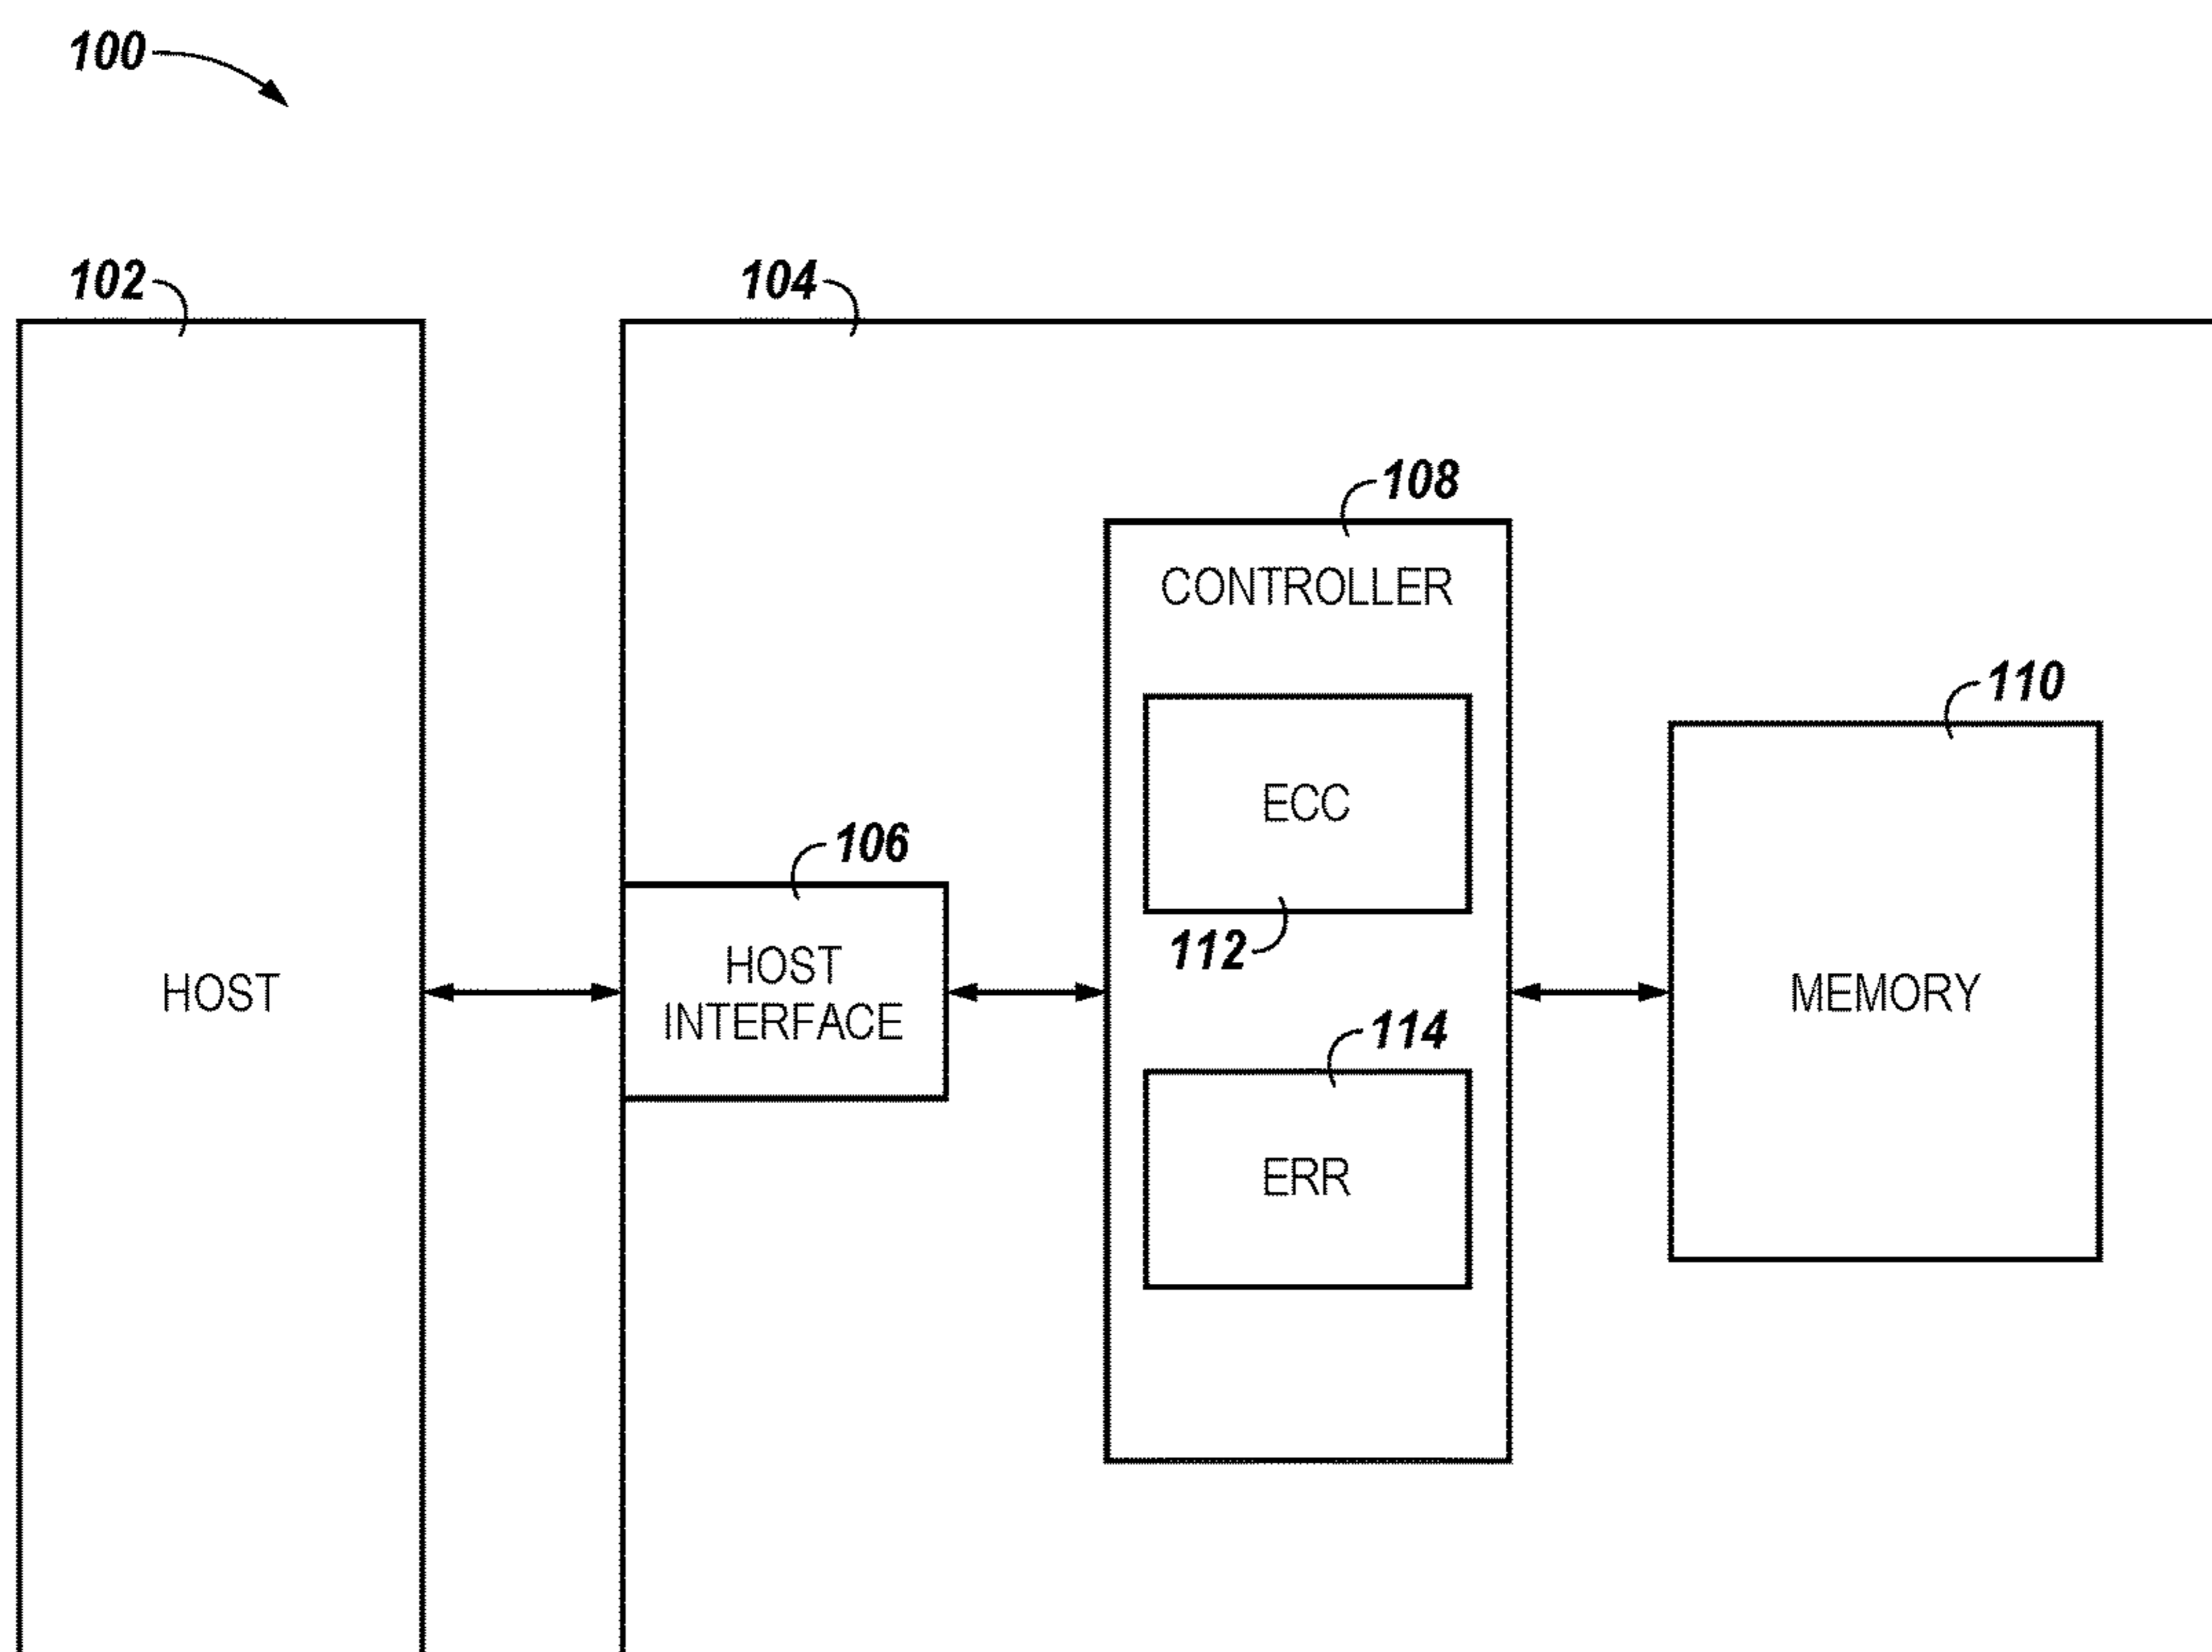 100
102
104
108
CONTROLLER
110
ECC
106
112
HOST
HOST
INTERFACE
MEMORY
114
ERR